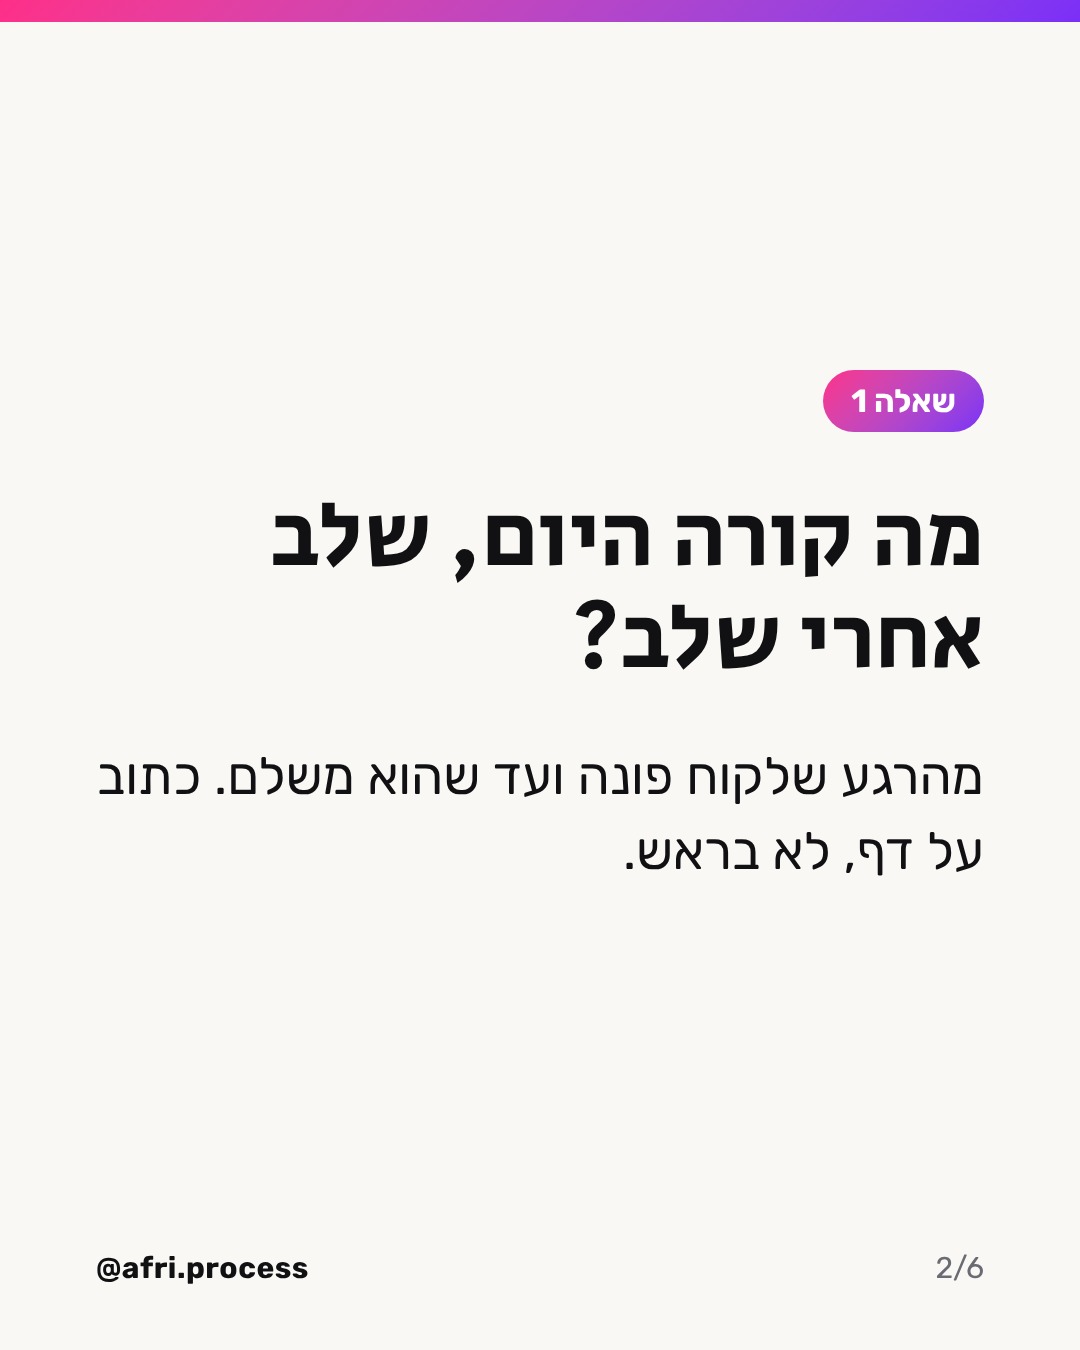 שאלה 1
מה קורה היום, שלב
אחרי שלב?
מהרגע שלקוח פונה ועד שהוא משלם. כתוב
על דף, לא בראש.
@afri.process
2/6